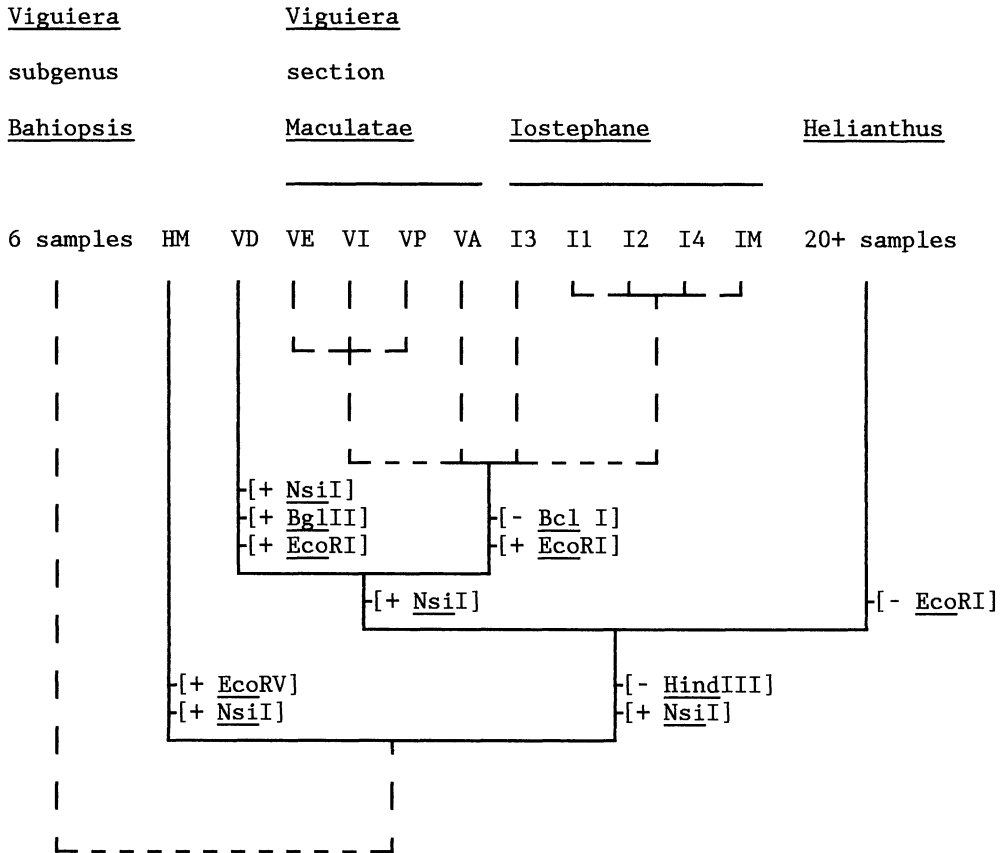 Viguiera Viguiera
subgenus section
Bahiopsis Maculatae Iostephane Helianthus
6 samples HM VD VE VI VP VA I3 I1 I2 I4 IM 20+ samples
[+ NsiI]
[+ BglII] [- Bcl I]
[+ EcoRI] [+ EcoRI]
[+ NsiI] [- EcoRI]
[+ EcoRV] [- HindIII]
[+ NsiI] [+ NsiI]